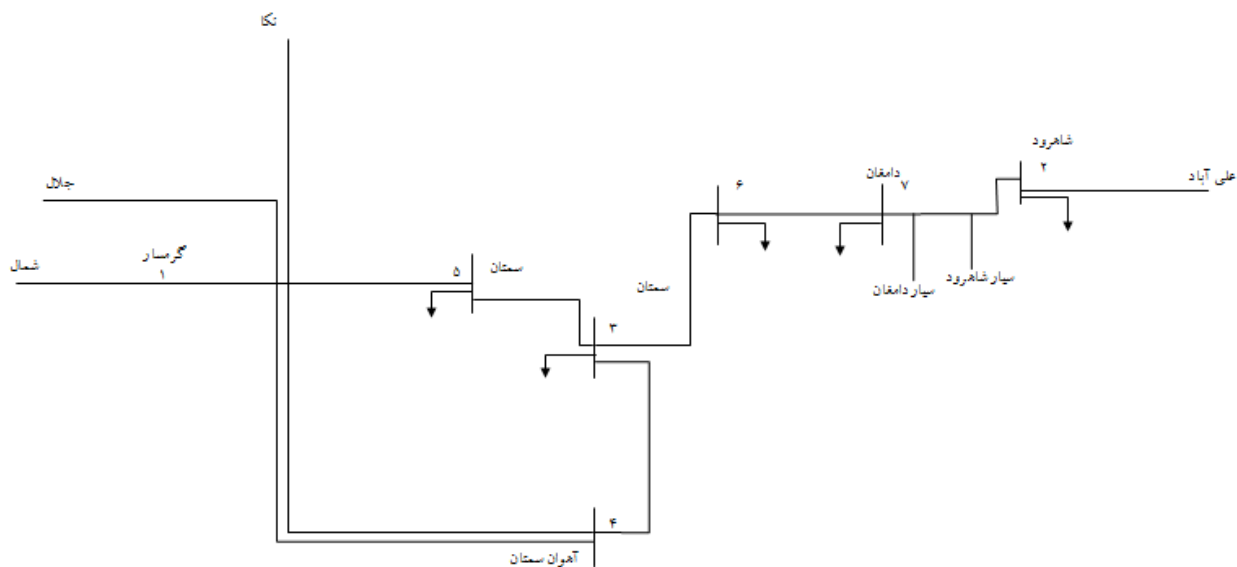 نکا
شاهرود
۲
علی آباد
دامغان
۷
۶
جلال
گرمسار
۱
شمال
سمنان
۵
سمنان
سیار دامغان
سیار شاهرود
۳
۴
آهوان سمنان